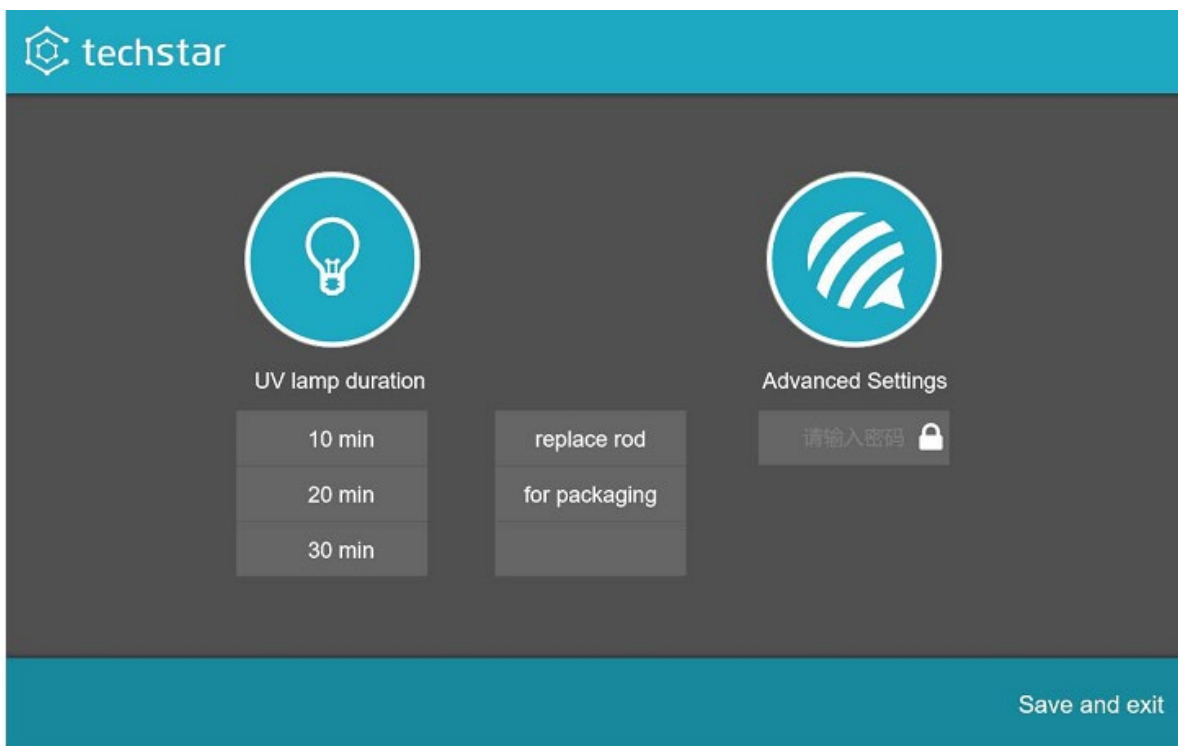 techstar
UV lamp duration
10 min
20 min
30 min
replace rod
for packaging
Advanced Settings
请输入密码
Save and exit